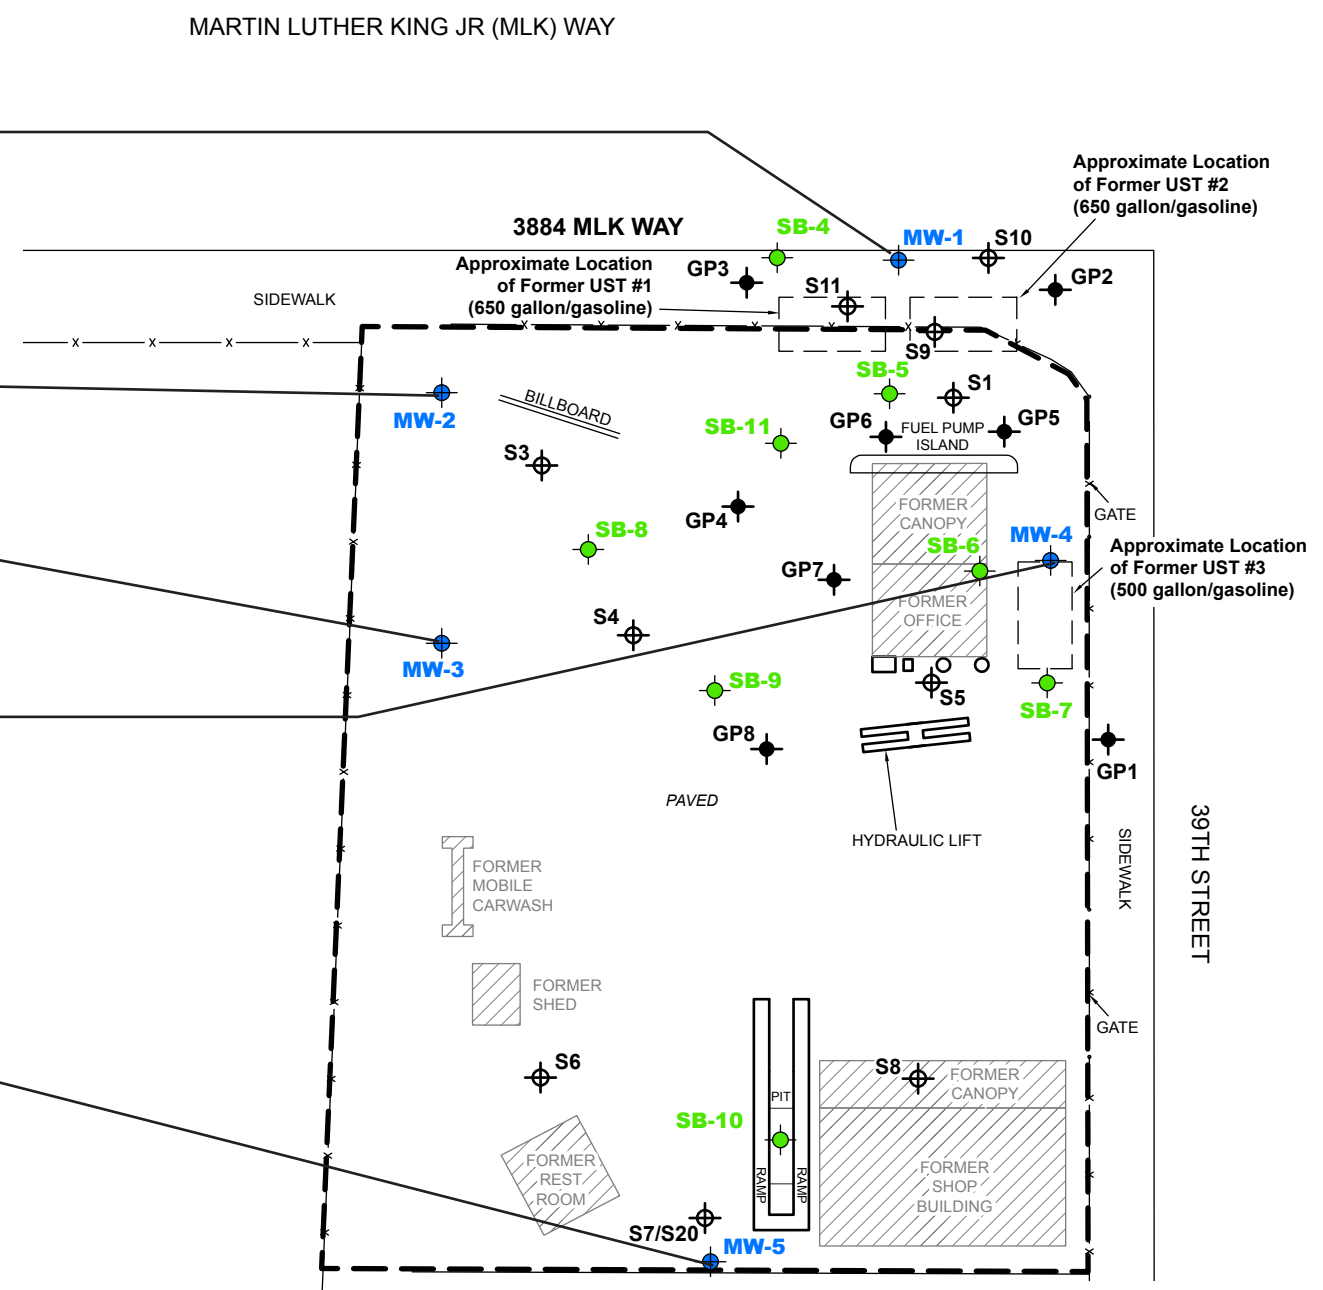 MARTIN LUTHER KING JR (MLK) WAY
Approximate Location
of Former UST #2
(650 gallon/gasoline)
3884 MLK WAY
SB-4
MW-1
S10
Approximate Location
of Former UST #1
(650 gallon/gasoline)
GP3
S11
GP2
SIDEWALK
S9
SB-5
S1
MW-2
BILLBOARD
SB-11
GP6
FUEL PUMP
ISLAND
GP5
S3
GP4
FORMER
CANOPY
GATE
SB-8
SB-6
MW-4
Approximate Location
of Former UST #3
(500 gallon/gasoline)
GP7
FORMER
OFFICE
S4
MW-3
SB-9
S5
SB-7
GP8
GP1
PAVED
HYDRAULIC LIFT
SIDEWALK
39TH STREET
FORMER
MOBILE
CARWASH
FORMER
SHED
GATE
S6
S8
FORMER
CANOPY
PIT
SB-10
RAMP
RAMP
FORMER
REST
ROOM
FORMER
SHOP
BUILDING
S7/S20
MW-5